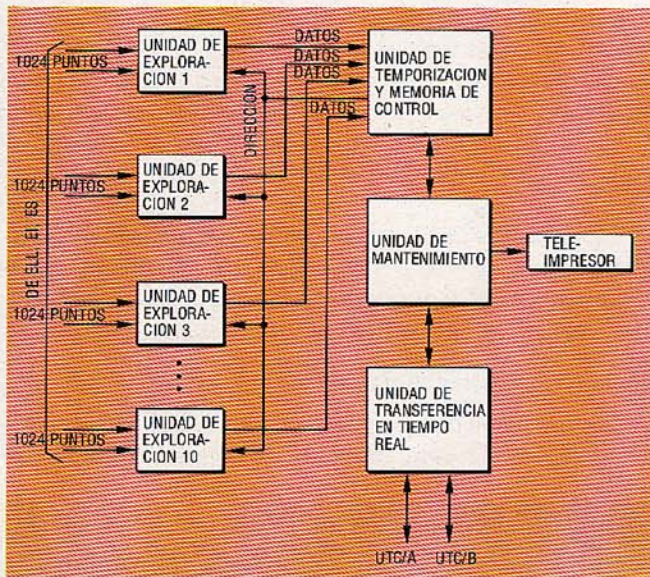 UNIDAD DE
EXPLORA-
CION 1
1024 PUNTOS
DATOS
DATOS
DATOS
DATOS
DIRECCION
UNIDAD DE
TEMPORIZACION
Y MEMORIA DE
CONTROL
UNIDAD DE
EXPLORA-
CION 2
1024 PUNTOS
DE ELL, EI, ES
UNIDAD DE
MANTENIMIENTO
TELE-
IMPRESOR
UNIDAD DE
EXPLORA-
CION 3
1024 PUNTOS
UNIDAD DE
TRANSFERENCIA
EN TIEMPO
REAL
UNIDAD DE
EXPLORA-
CION 10
1024 PUNTOS
UTC/A
UTC/B